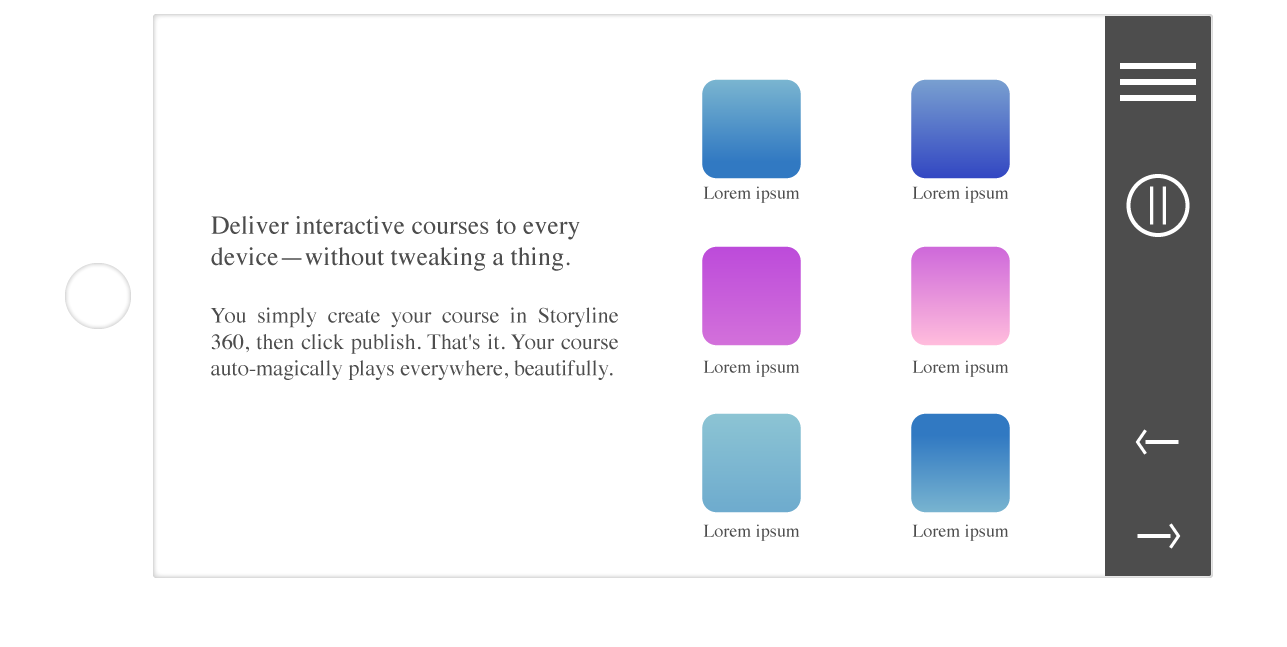 Deliver interactive courses to every
device—without tweaking a thing.
You simply create your course in Storyline
360, then click publish. That's it. Your course
auto-magically plays everywhere, beautifully.
Lorem ipsum
Lorem ipsum
Lorem ipsum
Lorem ipsum
Lorem ipsum
Lorem ipsum